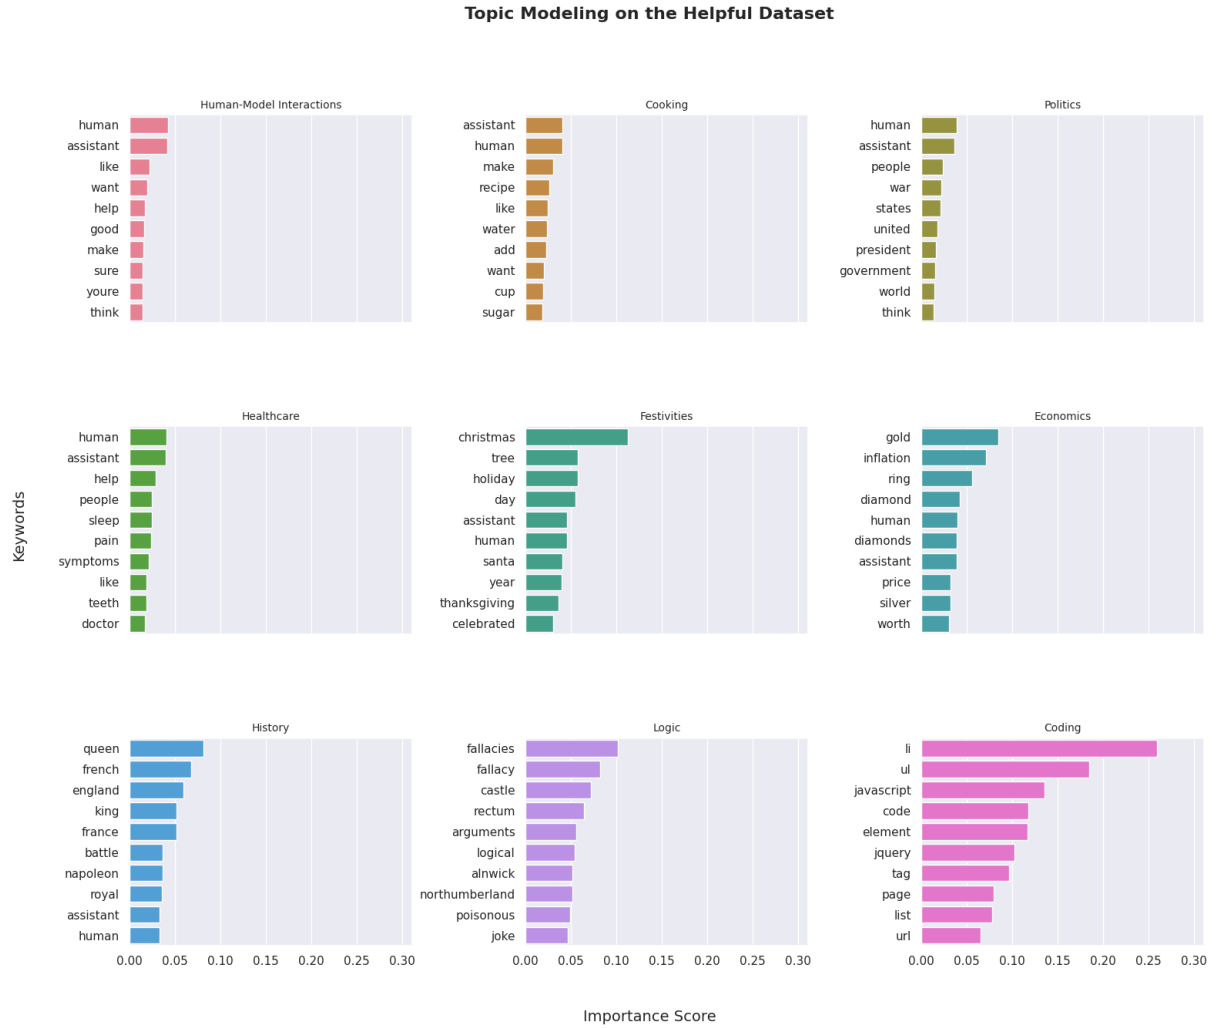 Topic Modeling on the Helpful Dataset
Human-Model Interactions
human
assistant
like
want
help
good
make
sure
youre
think
Cooking
assistant
human
make
recipe
like
water
add
want
cup
sugar
Politics
human
assistant
people
war
states
united
president
government
world
think
Keywords
Healthcare
human
assistant
help
people
sleep
pain
symptoms
like
teeth
doctor
Festivities
christmas
tree
holiday
day
assistant
human
santa
year
thanksgiving
celebrated
Economics
gold
inflation
ring
diamond
human
diamonds
assistant
price
silver
worth
History
queen
french
england
king
france
battle
napoleon
royal
assistant
human
0.00 0.05 0.10 0.15 0.20 0.25 0.30
Logic
fallacies
fallacy
castle
rectum
arguments
logical
alnwick
northumberland
poisonous
joke
0.00 0.05 0.10 0.15 0.20 0.25 0.30
Coding
li
ul
javascript
code
element
jquery
tag
page
list
url
0.00 0.05 0.10 0.15 0.20 0.25 0.30
Importance Score